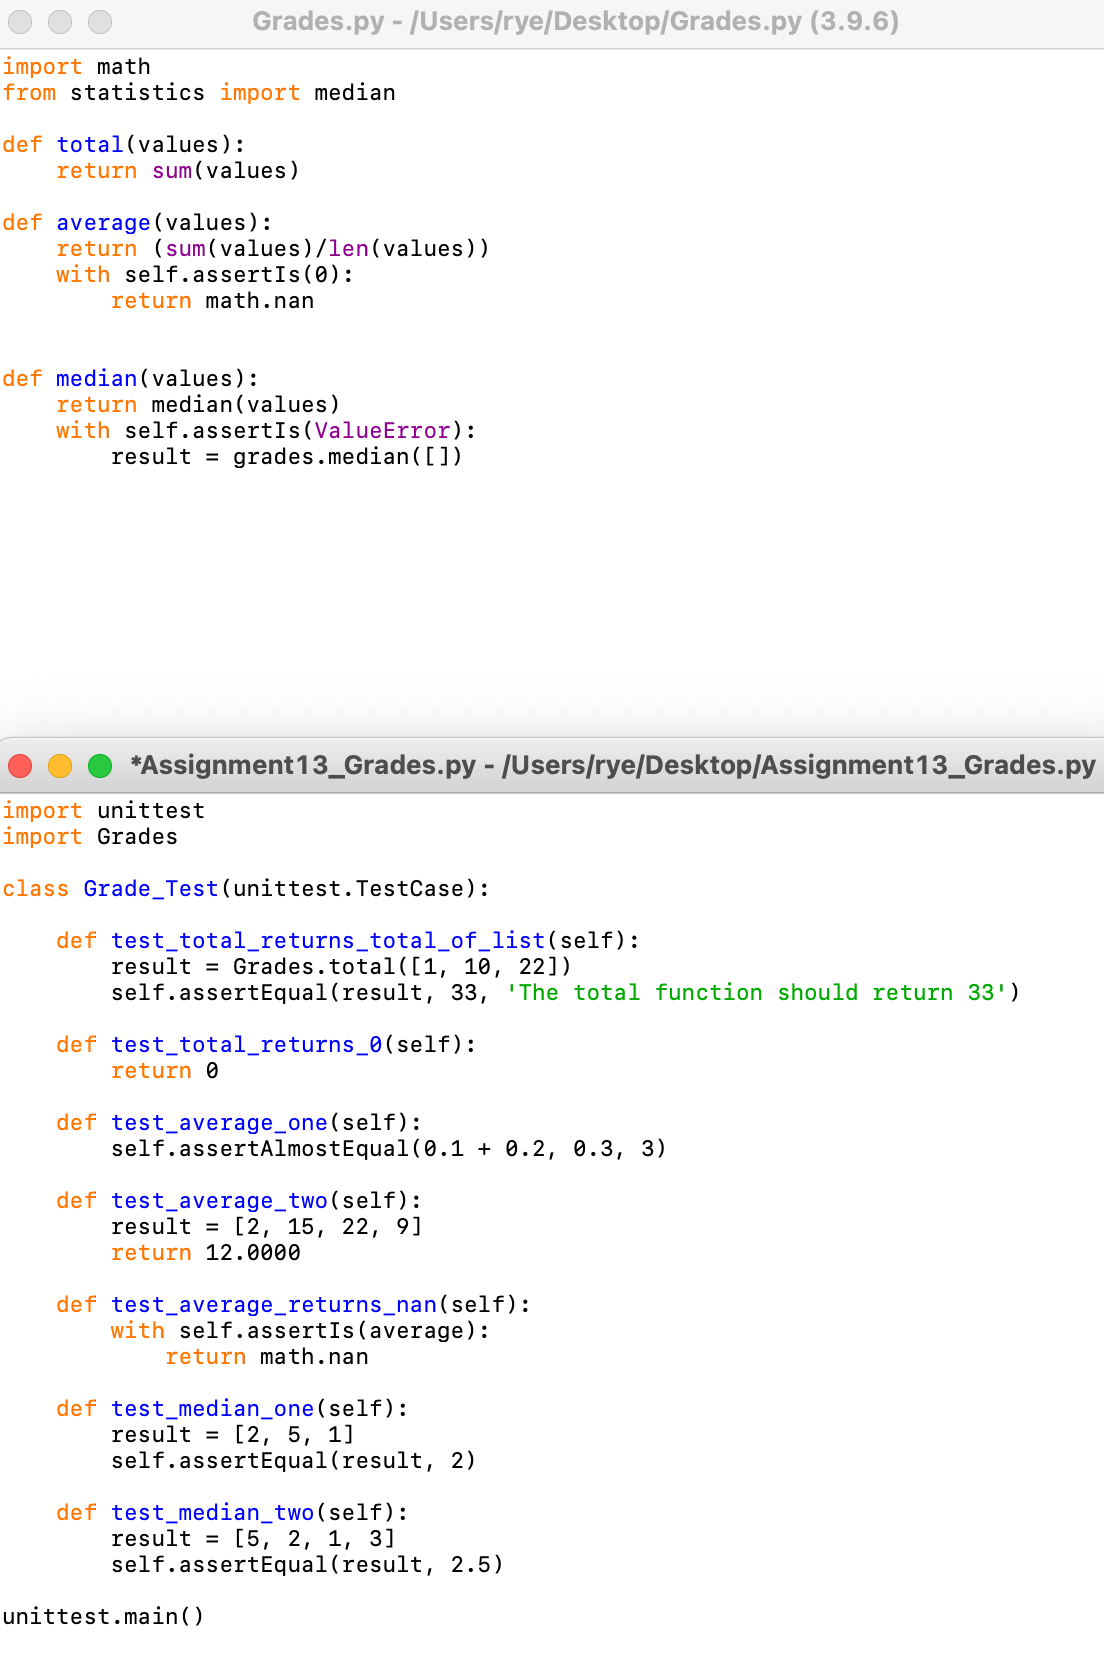 Grades.py - /Users/rye/Desktop/Grades.py (3.9.6)
import math
from statistics import median

def total(values):
    return sum(values)

def average(values):
    return (sum(values)/len(values))
    with self.assertIs(0):
        return math.nan


def median(values):
    return median(values)
    with self.assertIs(ValueError):
        result = grades.median([])

*Assignment13_Grades.py - /Users/rye/Desktop/Assignment13_Grades.py
import unittest
import Grades

class Grade_Test(unittest.TestCase):

    def test_total_returns_total_of_list(self):
        result = Grades.total([1, 10, 22])
        self.assertEqual(result, 33, 'The total function should return 33')

    def test_total_returns_0(self):
        return 0

    def test_average_one(self):
        self.assertAlmostEqual(0.1 + 0.2, 0.3, 3)

    def test_average_two(self):
        result = [2, 15, 22, 9]
        return 12.0000

    def test_average_returns_nan(self):
        with self.assertIs(average):
            return math.nan

    def test_median_one(self):
        result = [2, 5, 1]
        self.assertEqual(result, 2)

    def test_median_two(self):
        result = [5, 2, 1, 3]
        self.assertEqual(result, 2.5)

unittest.main()